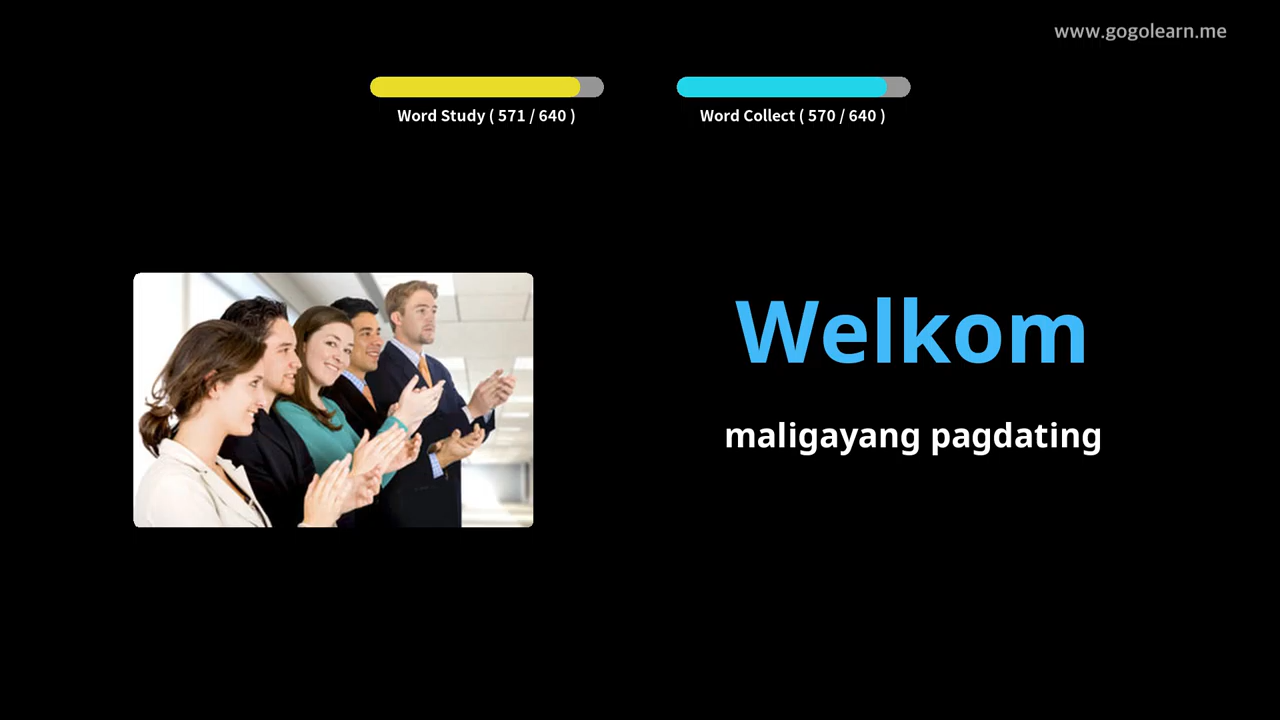 www.gogolearn.me
Word Study ( 571 / 640 )
Word Collect ( 570 / 640 )
Welkom
maligayang pagdating